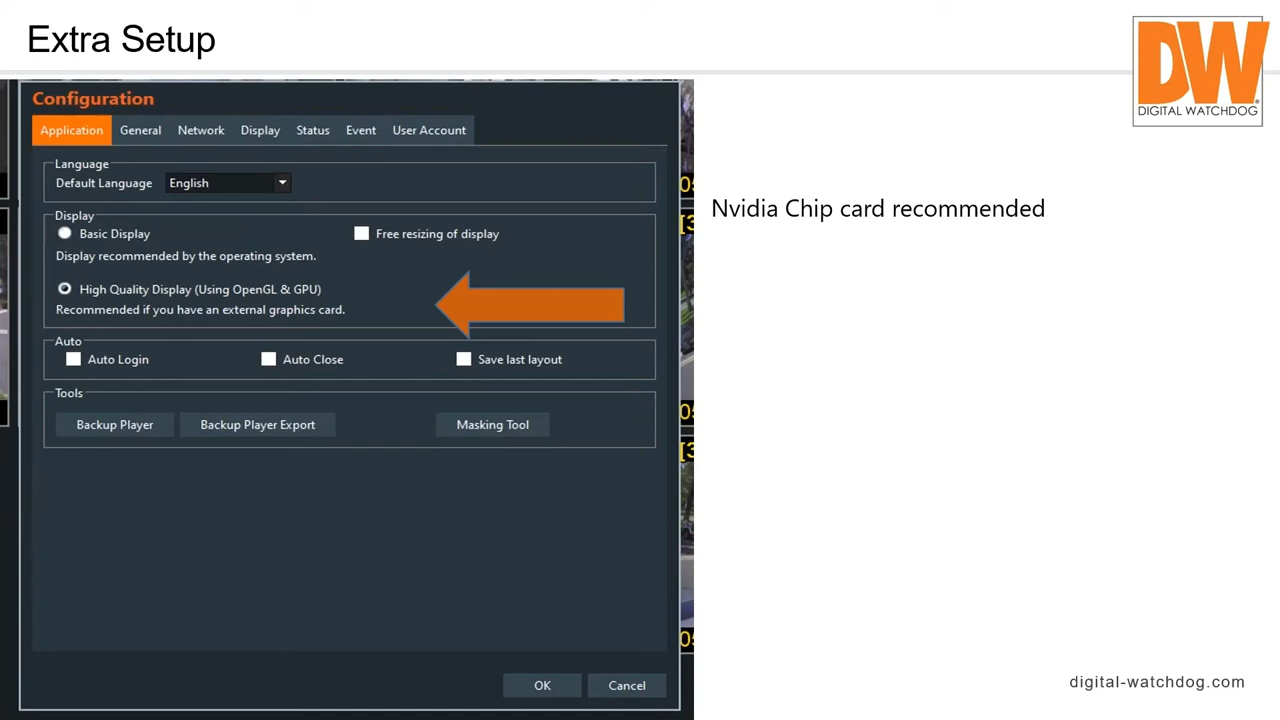 Extra Setup
DW
DIGITAL WATCHDOG
Configuration
Application General Network Display Status Event User Account
Language
Default Language English
Display
Basic Display Free resizing of display
Display recommended by the operating system.
High Quality Display (Using OpenGL & GPU)
Recommended if you have an external graphics card.
Auto
Auto Login Auto Close Save last layout
Tools
Backup Player Backup Player Export Masking Tool
OK Cancel
Nvidia Chip card recommended
digital-watchdog.com